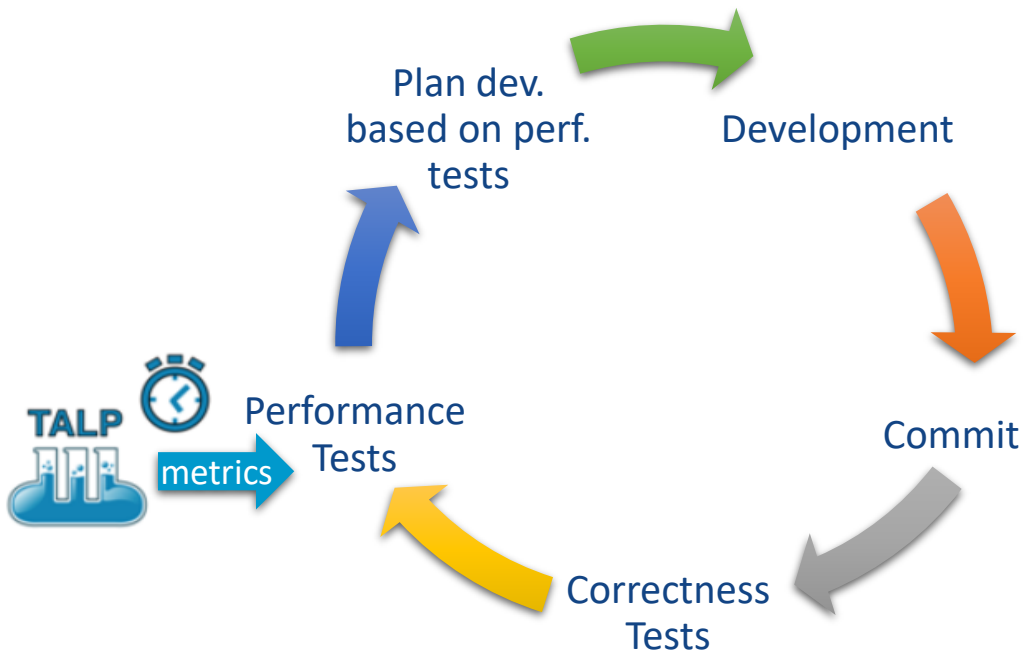 Plan dev.
based on perf.
tests
Development
TALP
metrics
Performance
Tests
Commit
Correctness
Tests